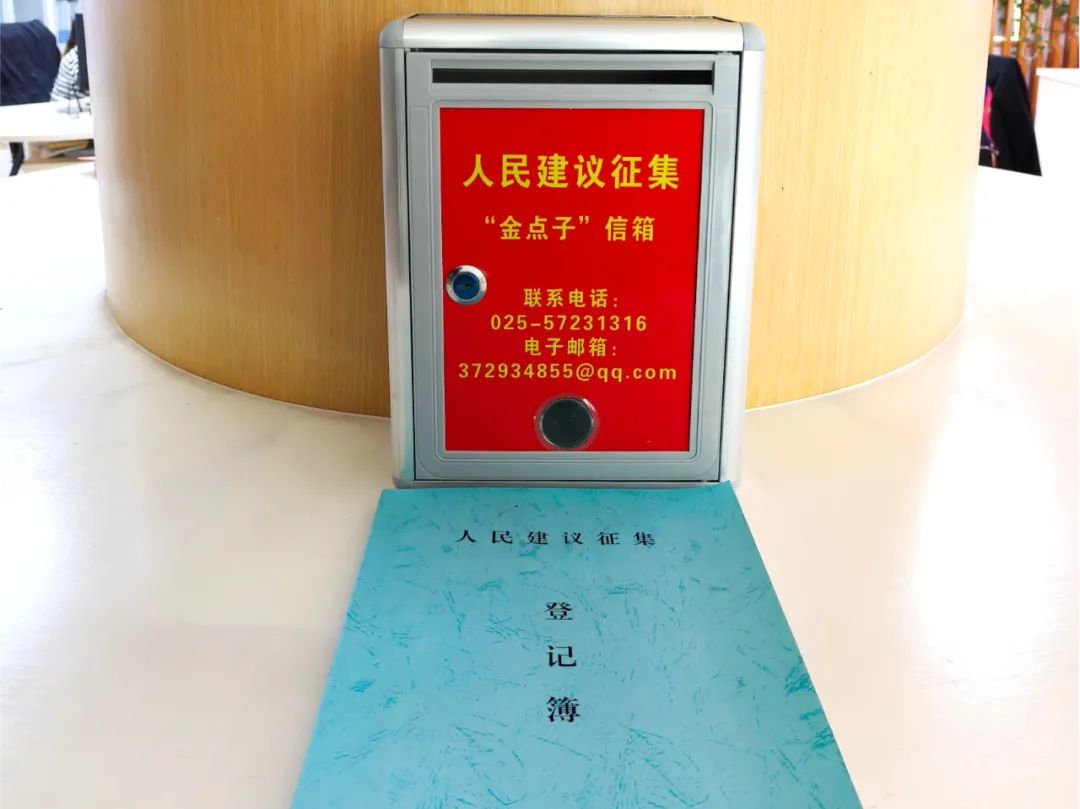 人民建议征集
“金点子”信箱
联系电话：
025-57231316
电子邮箱：
372934855@qq.com
人民建议征集
登
记
簿